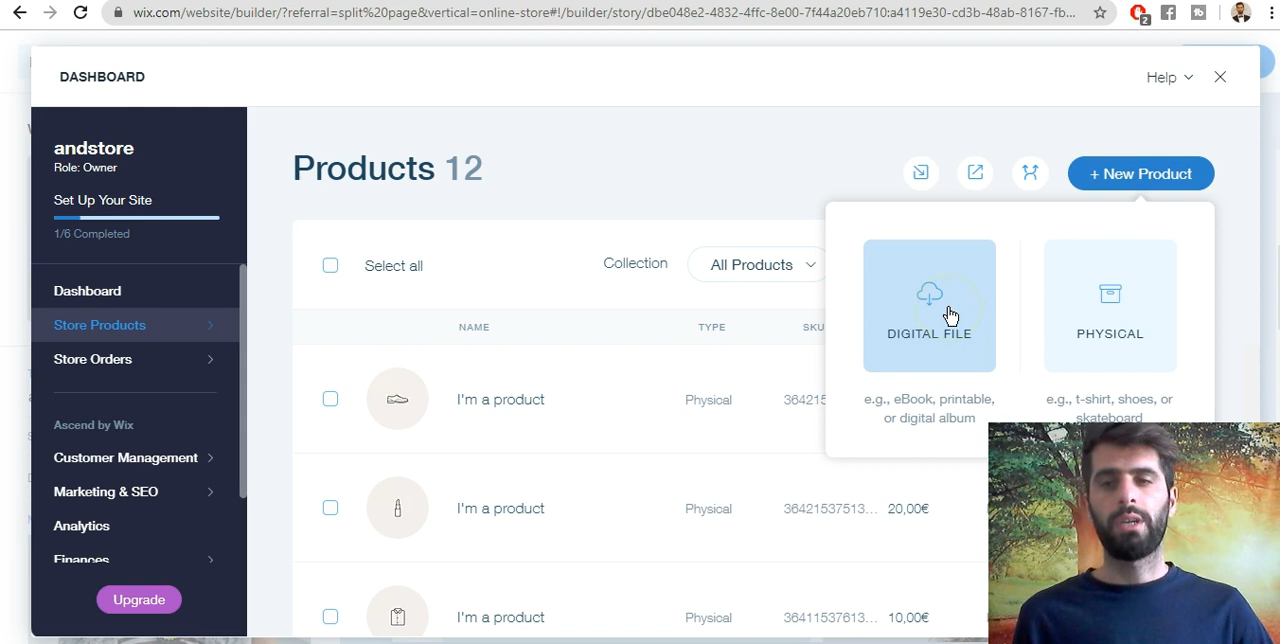 wix.com/website/builder/?referral=split%20page&vertical=online-store#!/builder/story/dbe048e2-4832-4ffc-8e00-7f44a20eb710:a4119e30-cd3b-48ab-8167-fb...
2
DASHBOARD
Help
andstore
Role: Owner
Set Up Your Site
1/6 Completed
Dashboard
Store Products
Store Orders
Ascend by Wix
Customer Management
Marketing & SEO
Analytics
Finances
Upgrade
Products 12
+ New Product
Select all
Collection
All Products
NAME
TYPE
SKU
I'm a product
Physical
36421
I'm a product
Physical
36421537513...
20,00€
I'm a product
Physical
36411537613...
10,00€
DIGITAL FILE
e.g., eBook, printable,
or digital album
PHYSICAL
e.g., t-shirt, shoes, or
skateboard